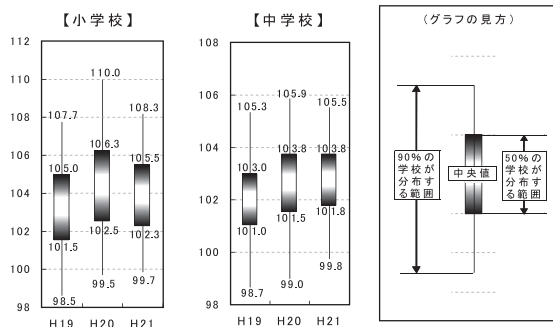 【小学校】
112
110
108
106
104
102
100
98
110.0
108.3
107.7
106.3
105.5
105.0
102.5
102.3
101.5
99.5
99.7
98.5
H19 H20 H21
【中学校】
108
106
104
102
100
98
105.9
105.5
105.3
103.8
103.8
103.0
101.8
101.5
101.0
99.8
99.0
98.7
H19 H20 H21
(グラフの見方)
90%の
学校が
分布す
る範囲
中央値
50%の
学校が
分布す
る範囲